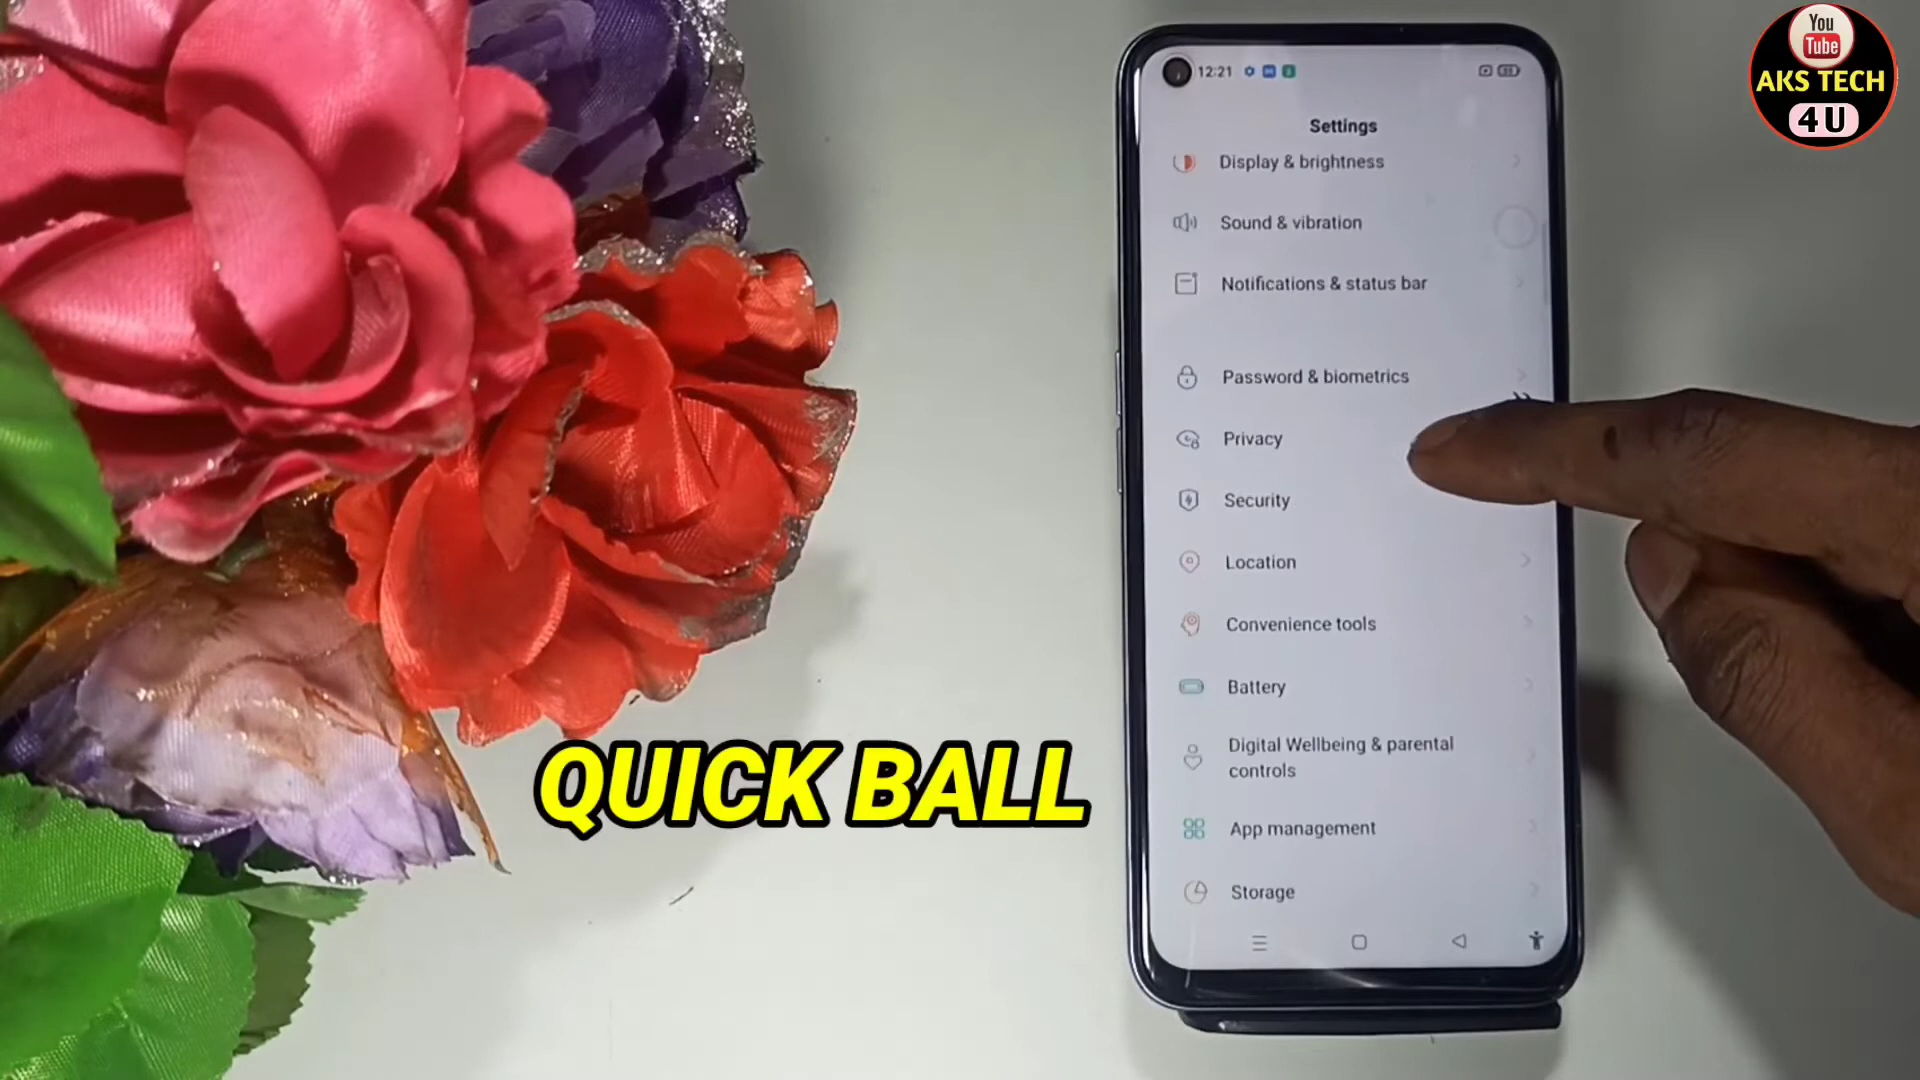 You
Tube
AKS TECH
4U
12:21
Settings
Display & brightness
Sound & vibration
Notifications & status bar
Password & biometrics
Privacy
Security
Location
Convenience tools
Battery
Digital Wellbeing & parental
controls
App management
Storage
QUICK BALL